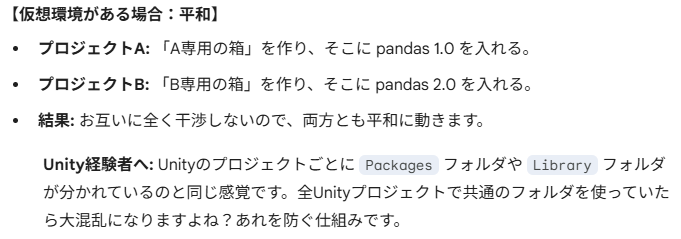 【仮想環境がある場合：平和】
• プロジェクトA: 「A専用の箱」を作り、そこに pandas 1.0 を入れる。
• プロジェクトB: 「B専用の箱」を作り、そこに pandas 2.0 を入れる。
• 結果: お互いに全く干渉しないので、両方とも平和に動きます。
Unity経験者へ: Unityのプロジェクトごとに Packages フォルダや Library フォルダ
が分かれているのと同じ感覚です。全Unityプロジェクトで共通のフォルダを使っていた
ら大混乱になりますよね？あれを防ぐ仕組みです。